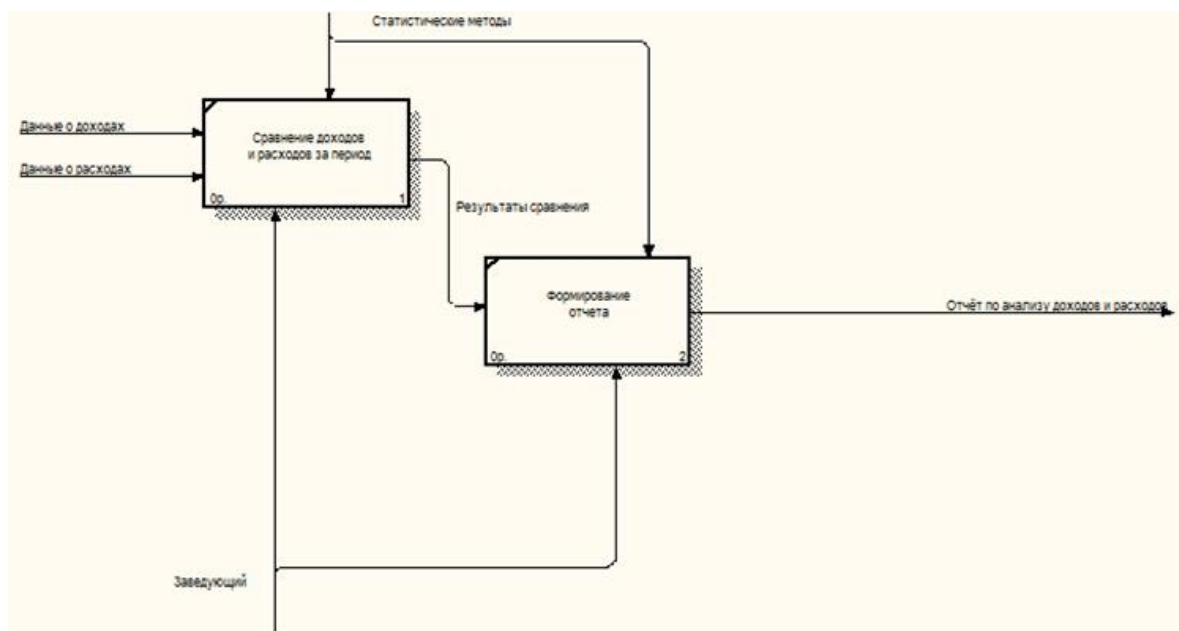 Статистические методы
Данные о доходах
Данные о расходах
Сравнение доходов
и расходов за период
0р.
1
Результаты сравнения
Формирование
отчета
0р.
2
Отчёт по анализу доходов и расходов
Заведующий